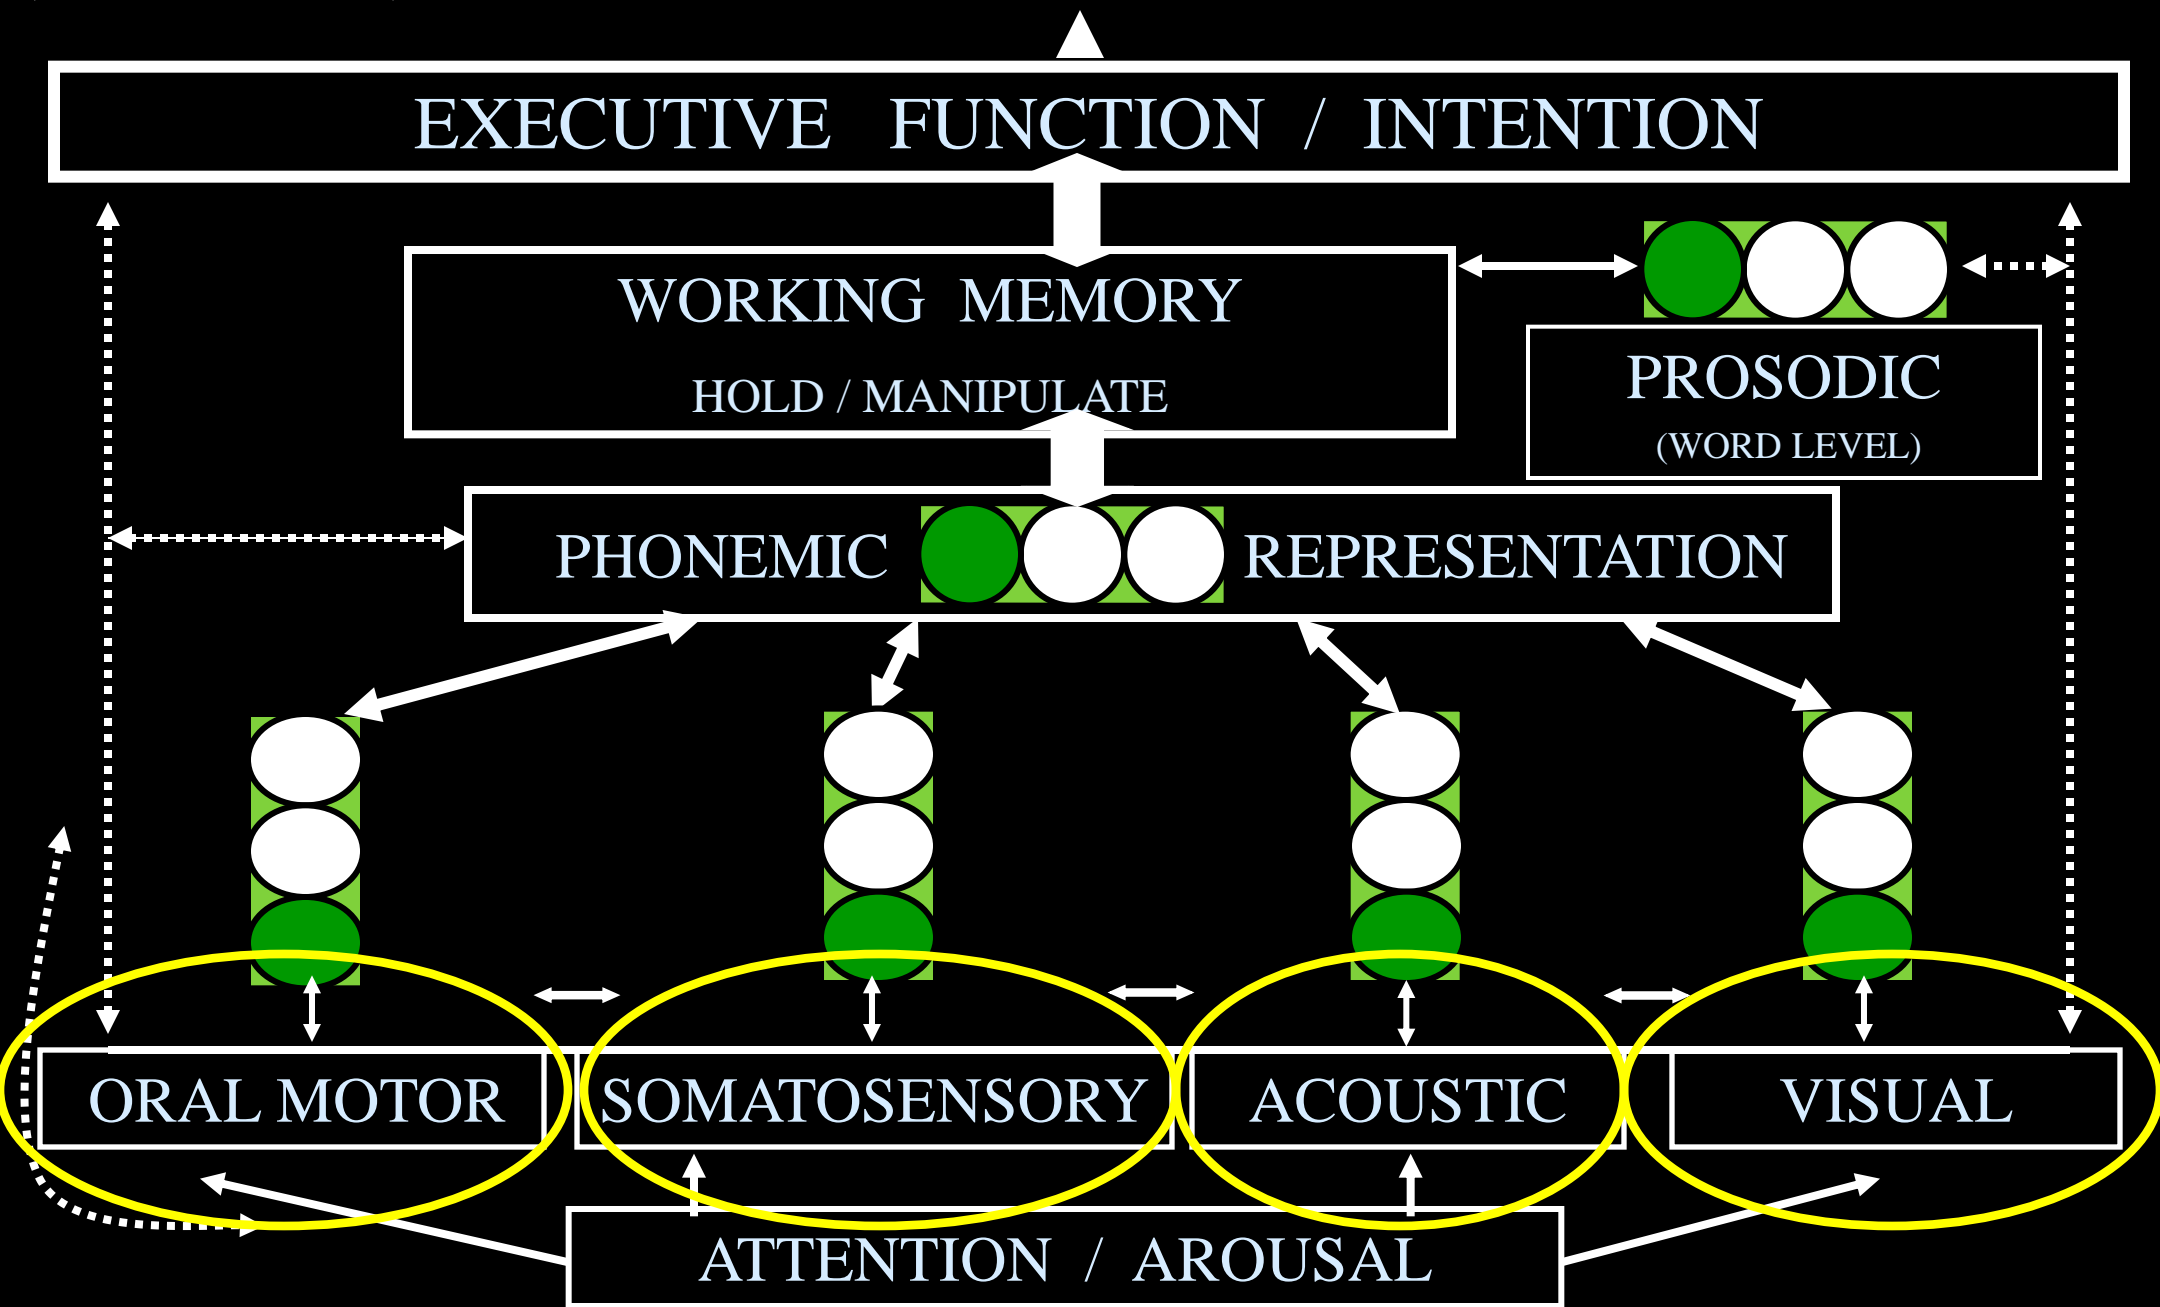 EXECUTIVE FUNCTION / INTENTION
WORKING MEMORY
HOLD / MANIPULATE
PROSODIC
(WORD LEVEL)
PHONEMIC REPRESENTATION
ORAL MOTOR
SOMATOSENSORY
ACOUSTIC
VISUAL
ATTENTION / AROUSAL